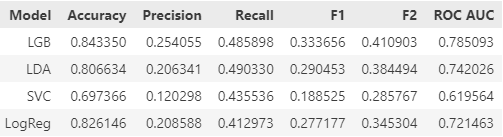 Model Accuracy Precision Recall F1 F2 ROC AUC
LGB 0.843350 0.254055 0.485898 0.333656 0.410903 0.785093
LDA 0.806634 0.206341 0.490330 0.290453 0.384494 0.742026
SVC 0.697366 0.120298 0.435536 0.188525 0.285767 0.619564
LogReg 0.826146 0.208588 0.412973 0.277177 0.345304 0.721463